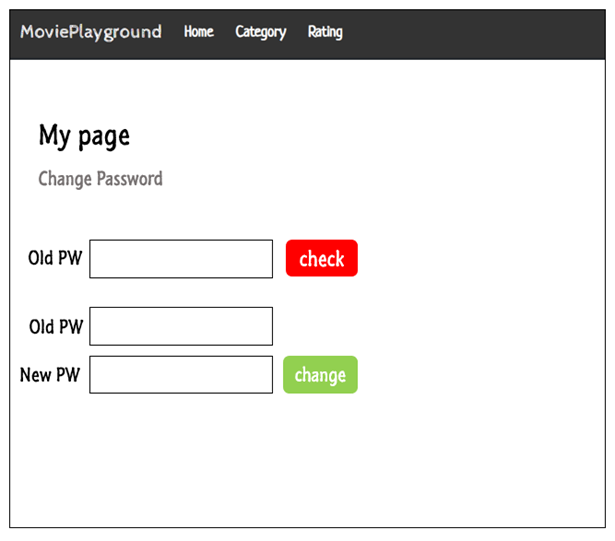 MoviePlayground Home Category Rating
My page
Change Password
Old PW check
Old PW
New PW change